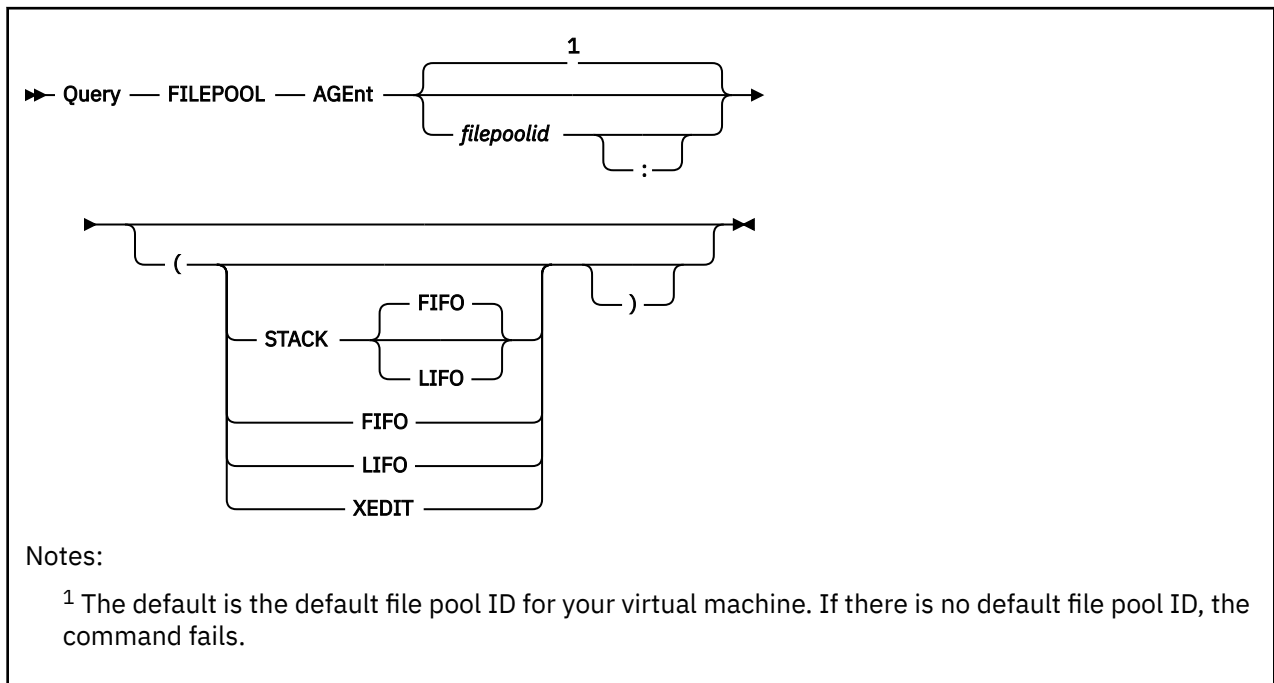 1
Query FILEPOOL AGEnt
filepoolid
:
(
FIFO
)
STACK
LIFO
FIFO
LIFO
XEDIT
Notes:
1 The default is the default file pool ID for your virtual machine. If there is no default file pool ID, the
command fails.